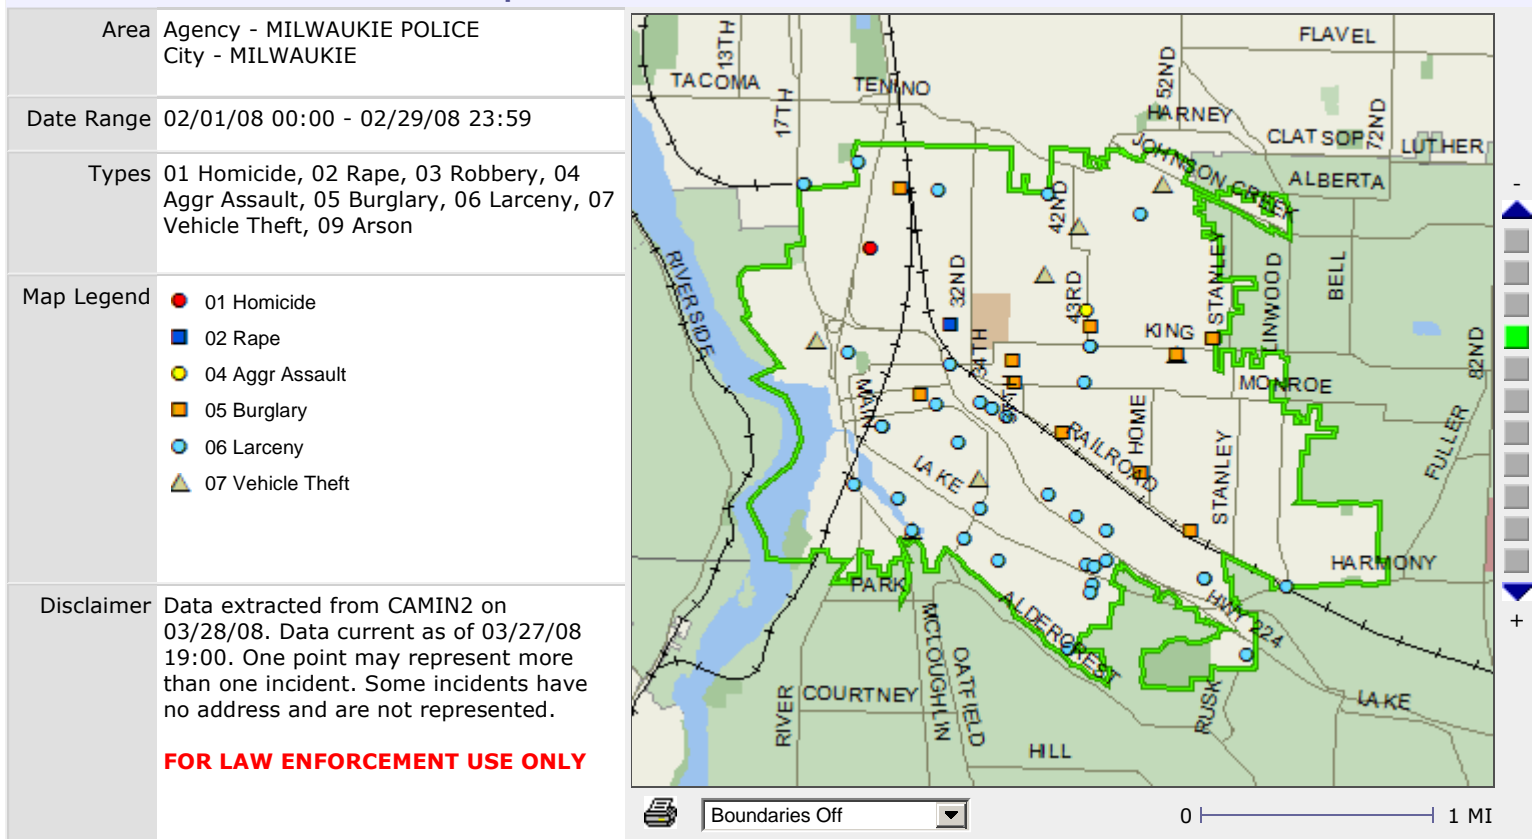 Area
Agency - MILWAUKIE POLICE
City - MILWAUKIE
Date Range
02/01/08 00:00 - 02/29/08 23:59
Types
01 Homicide, 02 Rape, 03 Robbery, 04
Aggr Assault, 05 Burglary, 06 Larceny, 07
Vehicle Theft, 09 Arson
Map Legend
01 Homicide
02 Rape
04 Aggr Assault
05 Burglary
06 Larceny
07 Vehicle Theft
Disclaimer
Data extracted from CAMIN2 on
03/28/08. Data current as of 03/27/08
19:00. One point may represent more
than one incident. Some incidents have
no address and are not represented.
FOR LAW ENFORCEMENT USE ONLY
13TH
FLAVEL
TACOMA
TENINO
52ND
17TH
HARNEY
72ND
CLATSOP
LUTHER
JOHNSON CREEK
ALBERTA
42ND
RIVERSIDE
32ND
43RD
STANLEY
LINWOOD
BELL
KING
34TH
82ND
MAIN
MONROE
HOME
RAILROAD
FULLER
LAKE
STANLEY
HARMONY
PARK
ALDERCREST
HWY 224
MCLOUGHLIN
OATFIELD
RIVER
COURTNEY
RUSK
LAKE
HILL
-
+
Boundaries Off
0
1 MI